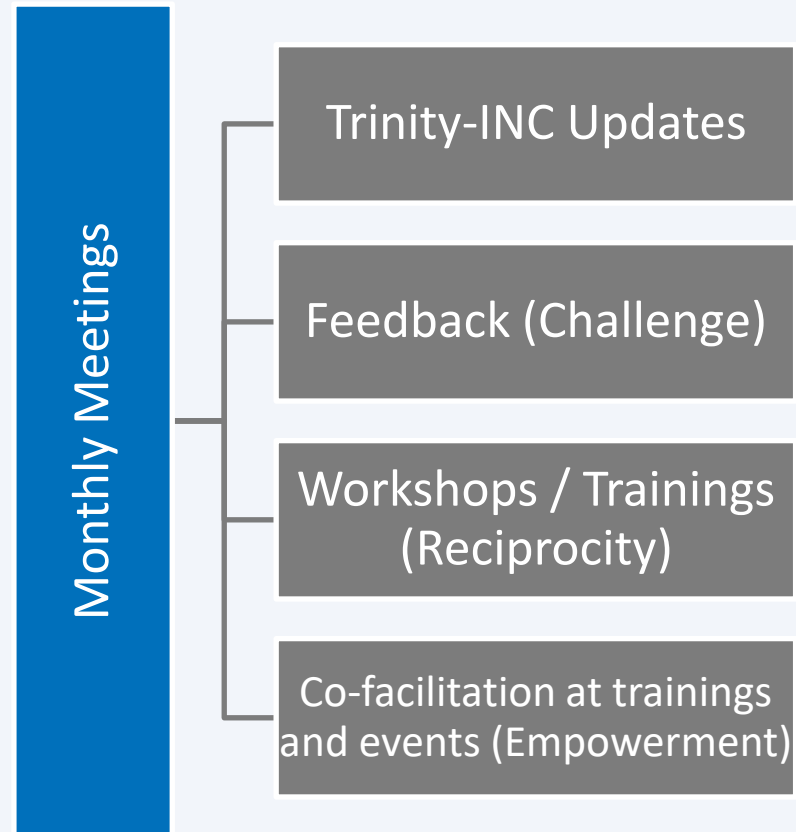 Monthly Meetings
Trinity-INC Updates
Feedback (Challenge)
Workshops / Trainings
(Reciprocity)
Co-facilitation at trainings
and events (Empowerment)